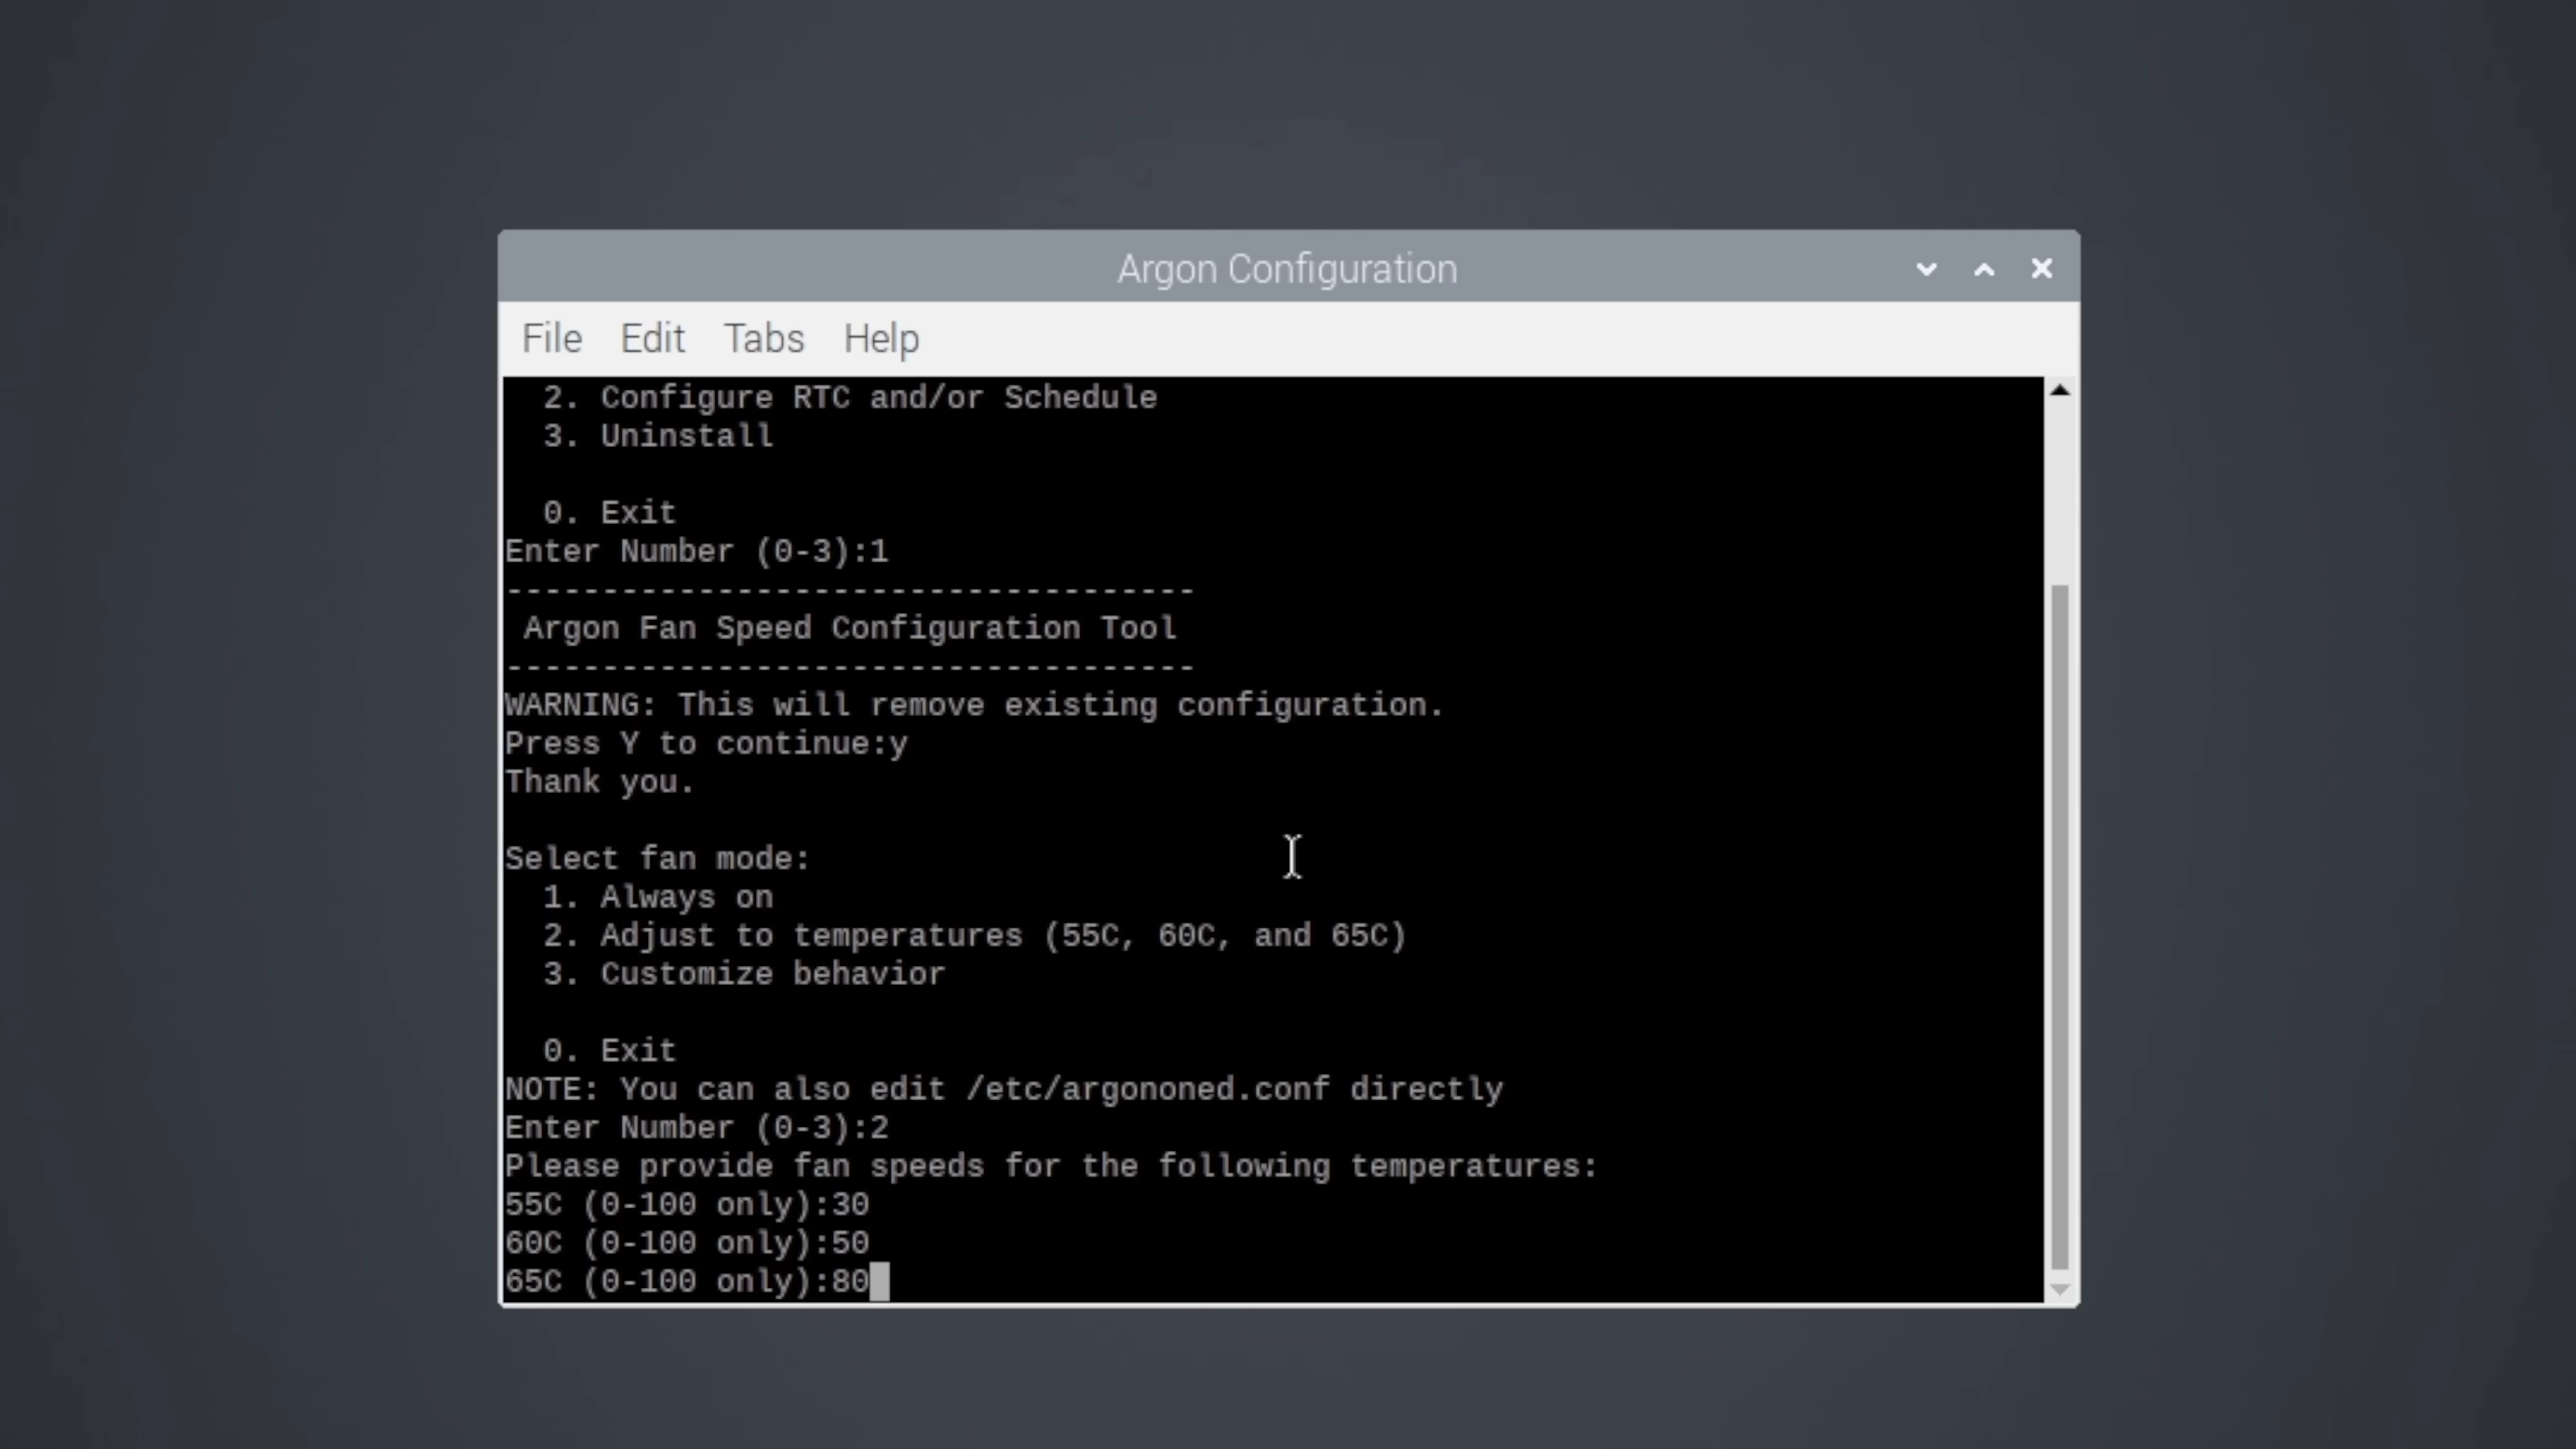 Argon Configuration
File Edit Tabs Help
2. Configure RTC and/or Schedule
3. Uninstall
0. Exit
Enter Number (0-3):1
------------------------------------
Argon Fan Speed Configuration Tool
------------------------------------
WARNING: This will remove existing configuration.
Press Y to continue:y
Thank you.
Select fan mode:
1. Always on
2. Adjust to temperatures (55C, 60C, and 65C)
3. Customize behavior
0. Exit
NOTE: You can also edit /etc/argononed.conf directly
Enter Number (0-3):2
Please provide fan speeds for the following temperatures:
55C (0-100 only):30
60C (0-100 only):50
65C (0-100 only):80